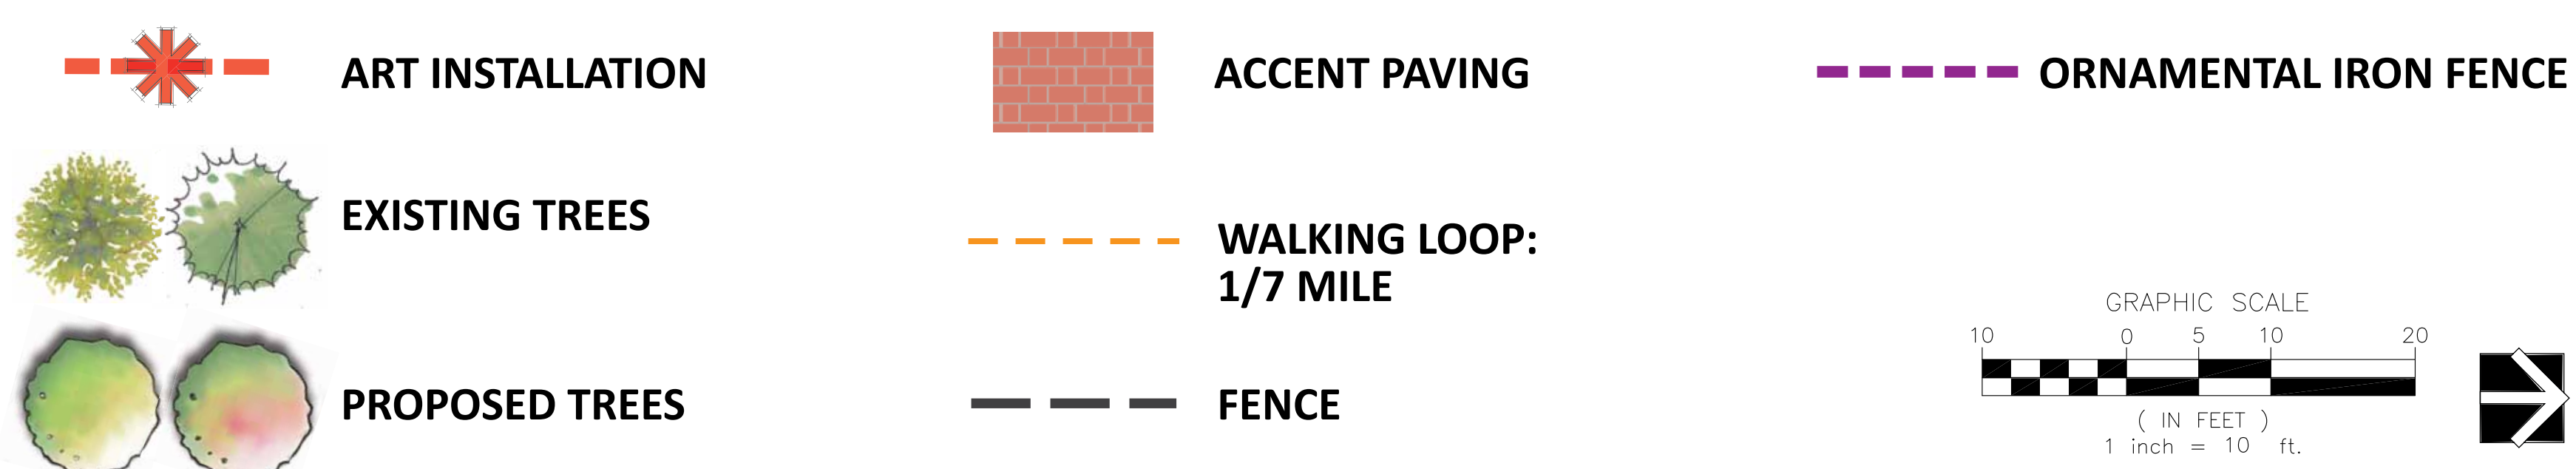 ART INSTALLATION
ACCENT PAVING
ORNAMENTAL IRON FENCE
EXISTING TREES
WALKING LOOP:
1/7 MILE
PROPOSED TREES
FENCE
GRAPHIC SCALE
10 0 5 10 20
( IN FEET )
1 inch = 10 ft.